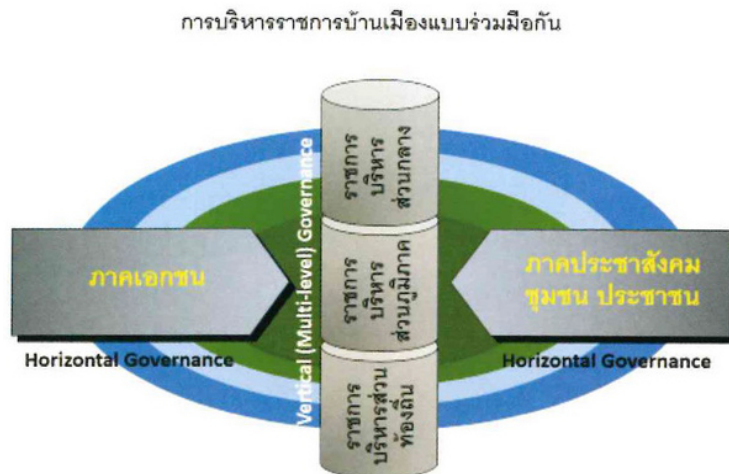 การบริหารราชการบ้านเมืองแบบร่วมมือกัน
Vertical (Multi-level) Governance
ราชการ
บริหาร
ส่วนกลาง
ภาคเอกชน
Horizontal Governance
ราชการ
บริหาร
ส่วนภูมิภาค
ภาคประชาสังคม
ชุมชน ประชาชน
Horizontal Governance
ราชการ
บริหารส่วน
ท้องถิ่น